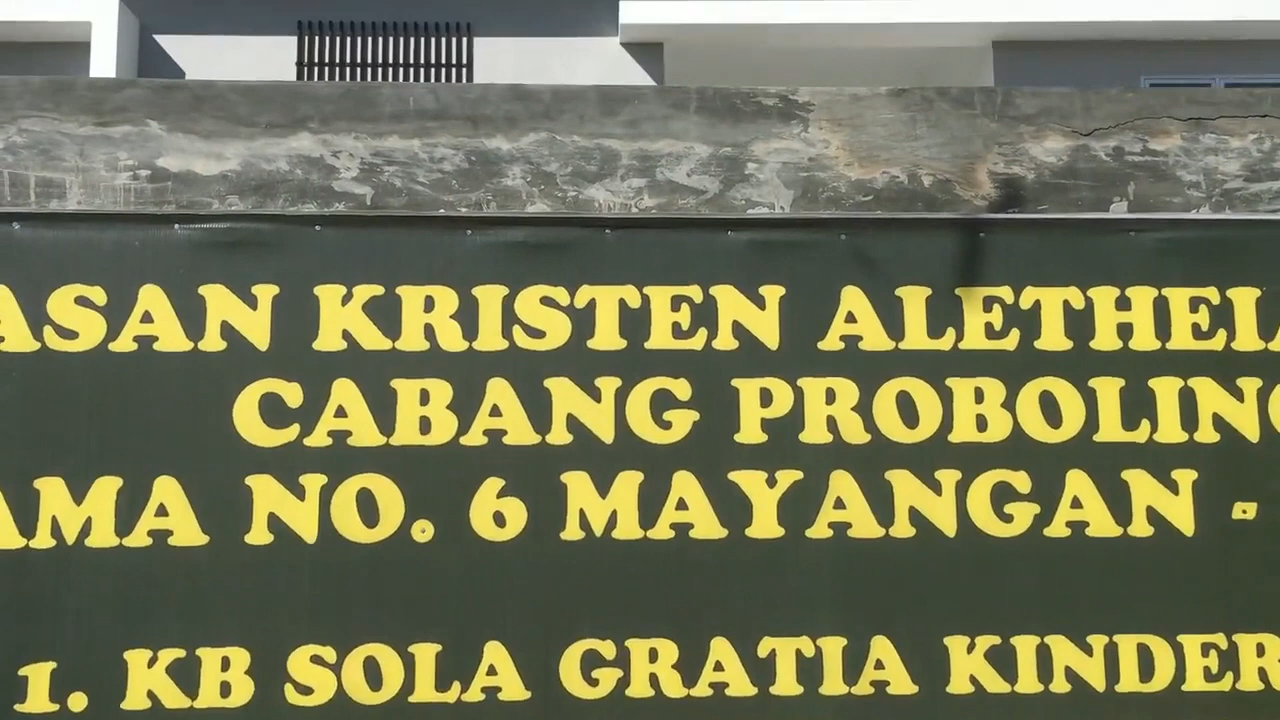 ASAN KRISTEN ALETHEIA
CABANG PROBOLING
AMA NO. 6 MAYANGAN -
1. KB SOLA GRATIA KINDER